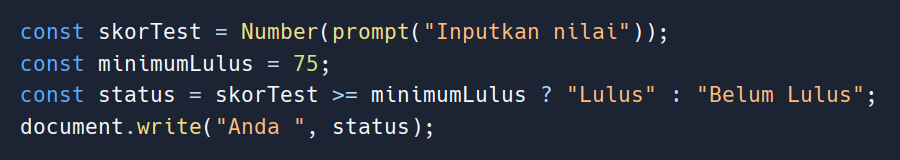 const skorTest = Number(prompt("Inputkan nilai"));
const minimumLulus = 75;
const status = skorTest >= minimumLulus ? "Lulus" : "Belum Lulus";
document.write("Anda ", status);